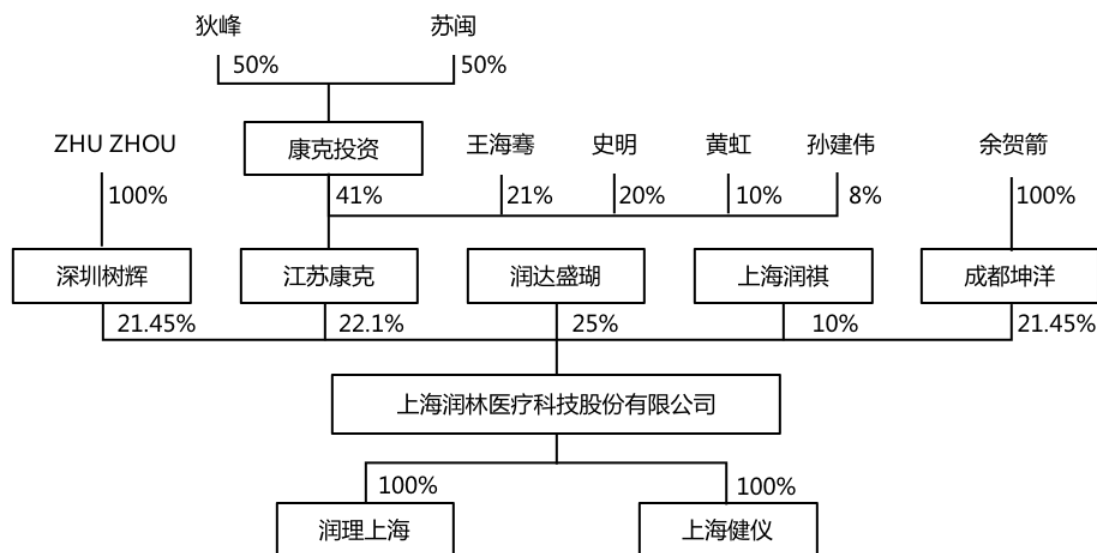 狄峰 苏闽
50% 50%
ZHU ZHOU 康克投资 王海骞 史明 黄虹 孙建伟 余贺箭
100% 41% 21% 20% 10% 8% 100%
深圳树辉 江苏康克 润达盛瑚 上海润祺 成都坤洋
21.45% 22.1% 25% 10% 21.45%
上海润林医疗科技股份有限公司
100% 100%
润理上海 上海健仪